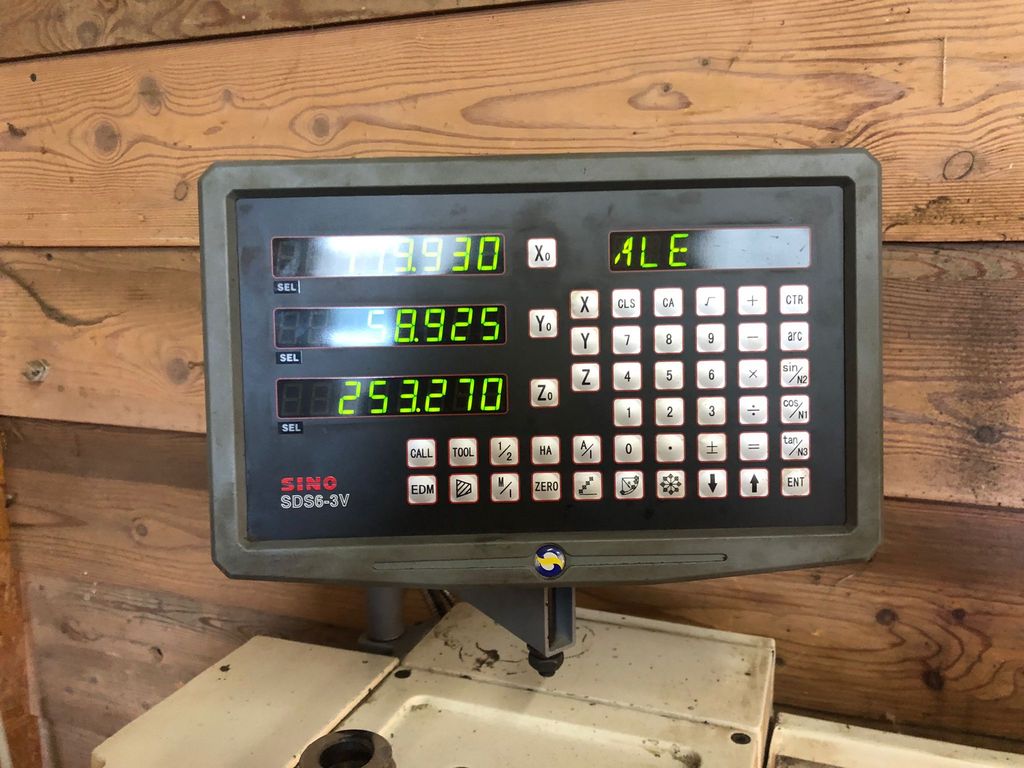 119.930
X₀
ALE
SEL
58.925
Y₀
SEL
253.270
Z₀
SEL
X CLS CA √ + CTR
Y 7 8 9 − arc
Z 4 5 6 × sin/N2
1 2 3 ÷ cos/N1
CALL TOOL 1/2 HA A/I 0 · ± = tan/N3
EDM M/I ZERO ↓ ↑ ENT
SINO
SDS6-3V